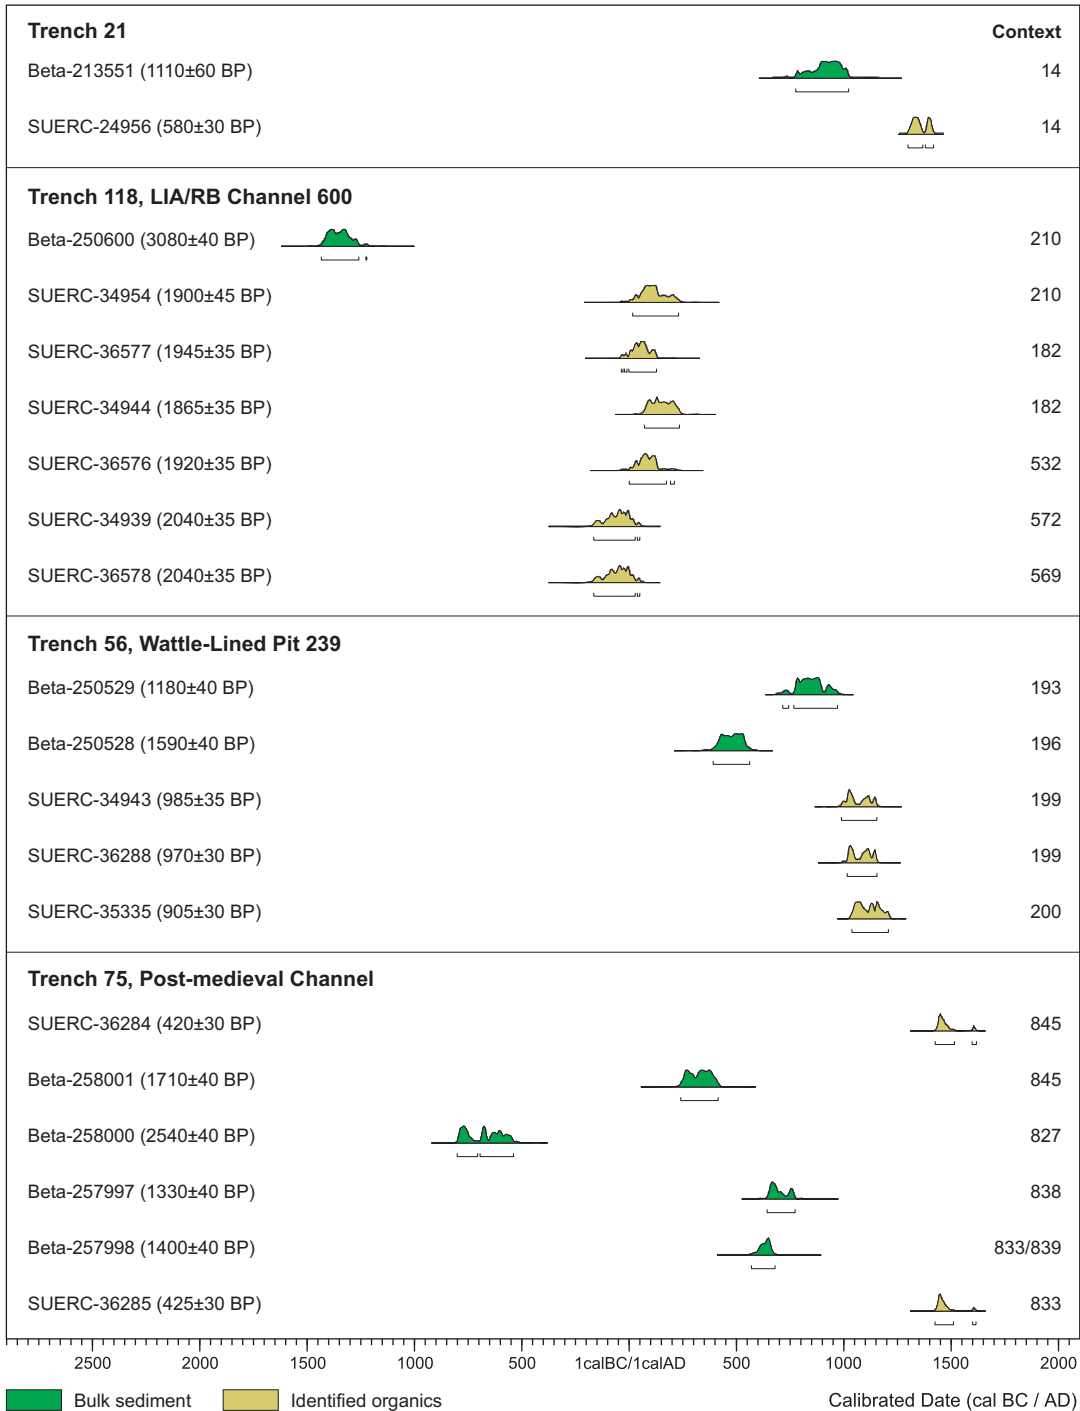 Trench 21 Context
Beta-213551 (1110±60 BP) 14
SUERC-24956 (580±30 BP) 14
Trench 118, LIA/RB Channel 600
Beta-250600 (3080±40 BP) 210
SUERC-34954 (1900±45 BP) 210
SUERC-36577 (1945±35 BP) 182
SUERC-34944 (1865±35 BP) 182
SUERC-36576 (1920±35 BP) 532
SUERC-34939 (2040±35 BP) 572
SUERC-36578 (2040±35 BP) 569
Trench 56, Wattle-Lined Pit 239
Beta-250529 (1180±40 BP) 193
Beta-250528 (1590±40 BP) 196
SUERC-34943 (985±35 BP) 199
SUERC-36288 (970±30 BP) 199
SUERC-35335 (905±30 BP) 200
Trench 75, Post-medieval Channel
SUERC-36284 (420±30 BP) 845
Beta-258001 (1710±40 BP) 845
Beta-258000 (2540±40 BP) 827
Beta-257997 (1330±40 BP) 838
Beta-257998 (1400±40 BP) 833/839
SUERC-36285 (425±30 BP) 833
2500 2000 1500 1000 500 1calBC/1calAD 500 1000 1500 2000
Bulk sediment Identified organics Calibrated Date (cal BC / AD)